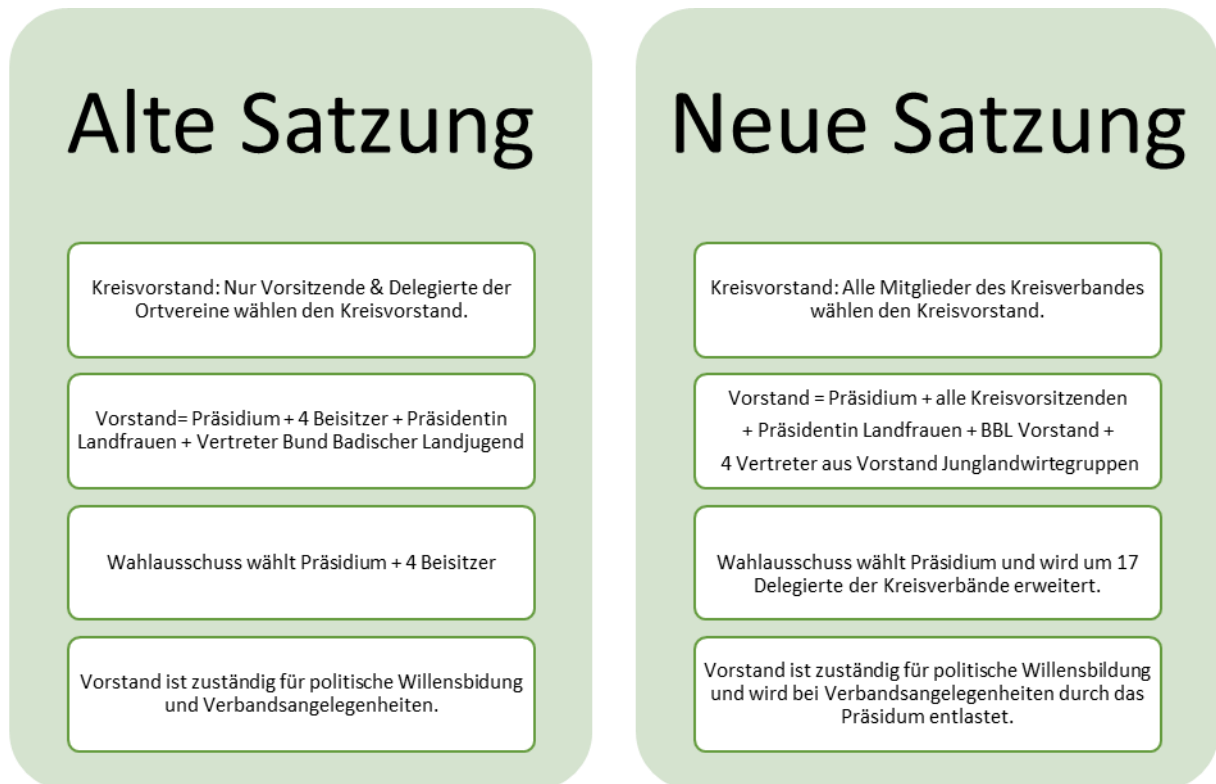 Alte Satzung
Kreisvorstand: Nur Vorsitzende & Delegierte der
Ortvereine wählen den Kreisvorstand.
Vorstand= Präsidium + 4 Beisitzer + Präsidentin
Landfrauen + Vertreter Bund Badischer Landjugend
Wahlausschuss wählt Präsidium + 4 Beisitzer
Vorstand ist zuständig für politische Willensbidung
und Verbandsangelegenheiten.
Neue Satzung
Kreisvorstand: Alle Mitglieder des Kreisverbandes
wählen den Kreisvorstand.
Vorstand = Präsidium + alle Kreisvorsitzenden
+ Präsidentin Landfrauen + BBL Vorstand +
4 Vertreter aus Vorstand Junglandwirtegruppen
Wahlausschuss wählt Präsidium und wird um 17
Delegierte der Kreisverbände erweitert.
Vorstand ist zuständig für politische Willensbildung
und wird bei Verbandsangelegenheiten durch das
Präsidum entlastet.